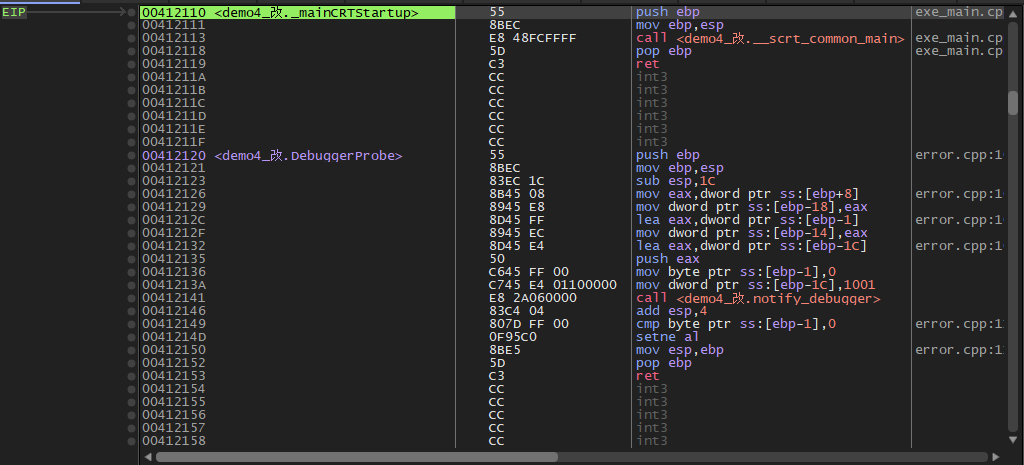 EIP 00412110 <demo4_改._mainCRTStartup> 55 push ebp exe_main.cp
00412111 8BEC mov ebp,esp
00412113 E8 48FCFFFF call <demo4_改.__scrt_common_main> exe_main.cp
00412118 5D pop ebp exe_main.cp
00412119 C3 ret
0041211A CC int3
0041211B CC int3
0041211C CC int3
0041211D CC int3
0041211E CC int3
0041211F CC int3
00412120 <demo4_改.DebuggerProbe> 55 push ebp error.cpp:1
00412121 8BEC mov ebp,esp
00412123 83EC 1C sub esp,1C error.cpp:1
00412126 8B45 08 mov eax,dword ptr ss:[ebp+8] error.cpp:1
00412129 8945 E8 mov dword ptr ss:[ebp-18],eax error.cpp:1
0041212C 8D45 FF lea eax,dword ptr ss:[ebp-1] error.cpp:1
0041212F 8945 EC mov dword ptr ss:[ebp-14],eax error.cpp:1
00412132 8D45 E4 lea eax,dword ptr ss:[ebp-1C] error.cpp:1
00412135 50 push eax
00412136 C645 FF 00 mov byte ptr ss:[ebp-1],0
0041213A C745 E4 01100000 mov dword ptr ss:[ebp-1C],1001
00412141 E8 2A060000 call <demo4_改.notify_debugger>
00412146 83C4 04 add esp,4
00412149 807D FF 00 cmp byte ptr ss:[ebp-1],0 error.cpp:1
0041214D 0F95C0 setne al
00412150 8BE5 mov esp,ebp error.cpp:1
00412152 5D pop ebp
00412153 C3 ret
00412154 CC int3
00412155 CC int3
00412156 CC int3
00412157 CC int3
00412158 CC int3